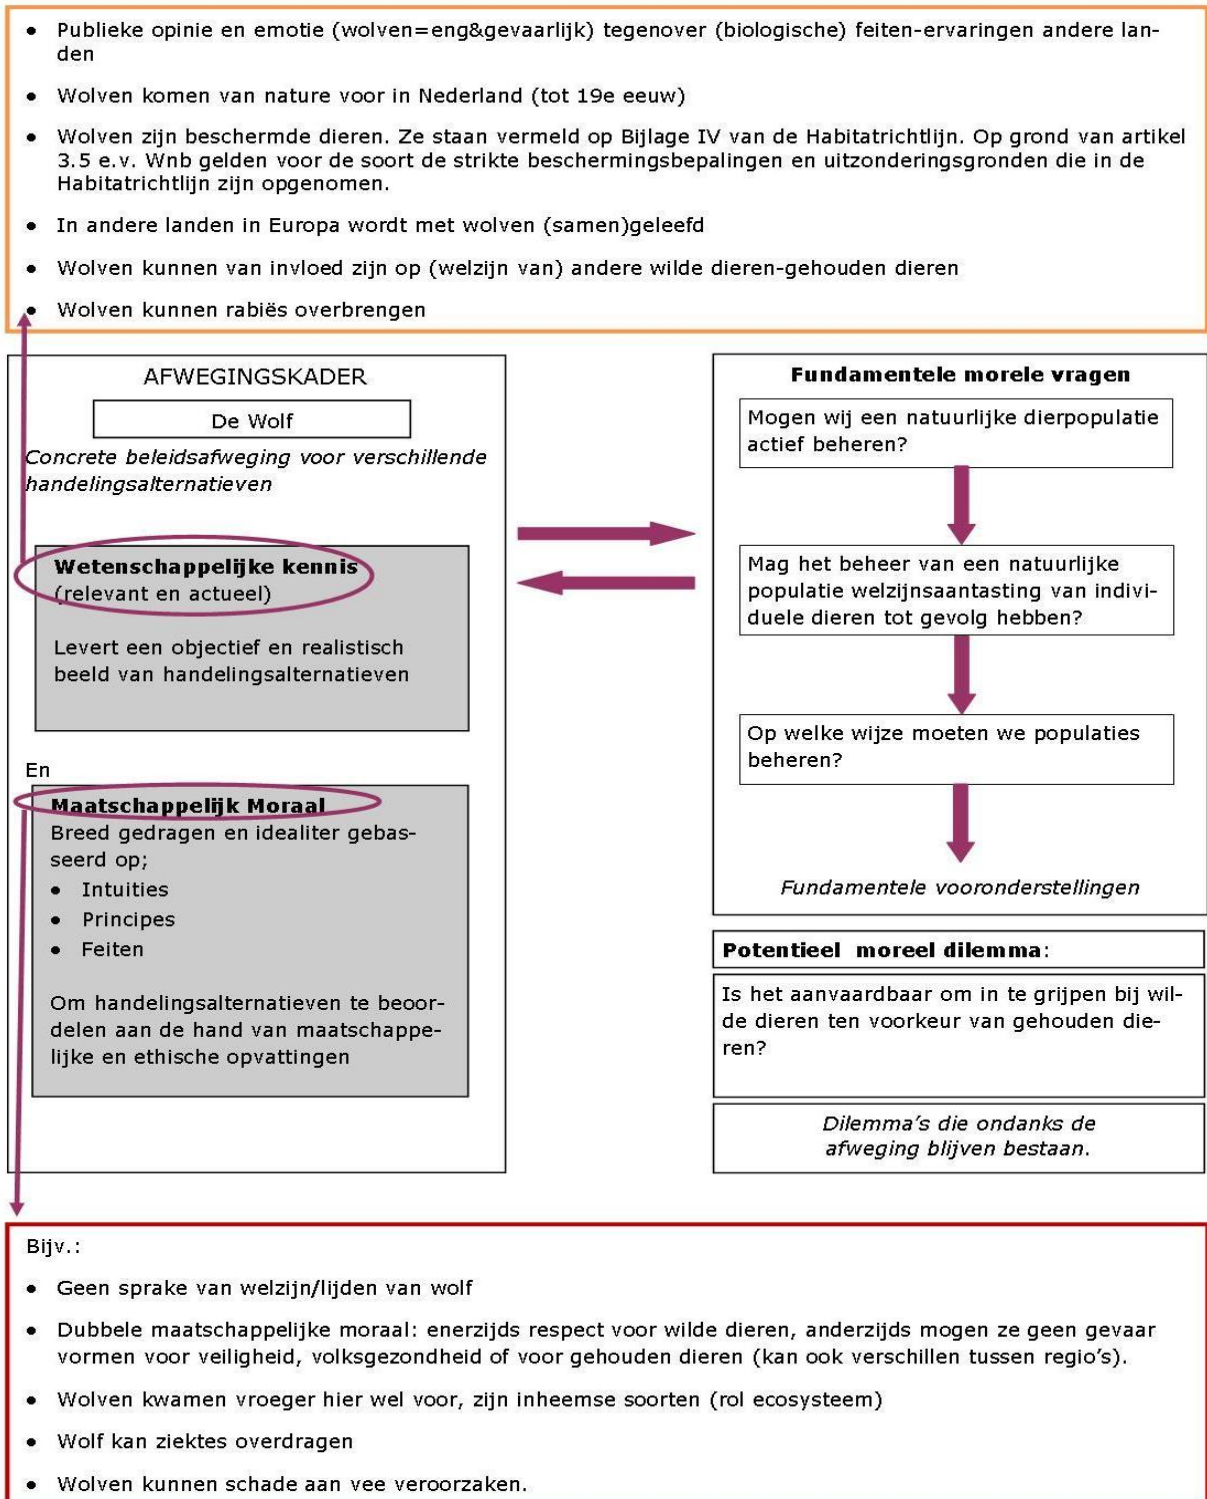 • Publieke opinie en emotie (wolven=eng&gevaarlijk) tegenover (biologische) feiten-ervaringen andere lan-
den
• Wolven komen van nature voor in Nederland (tot 19e eeuw)
• Wolven zijn beschermde dieren. Ze staan vermeld op Bijlage IV van de Habitatrichtlijn. Op grond van artikel
3.5 e.v. Wnb gelden voor de soort de strikte beschermingsbepalingen en uitzonderingsgronden die in de
Habitatrichtlijn zijn opgenomen.
• In andere landen in Europa wordt met wolven (samen)geleefd
• Wolven kunnen van invloed zijn op (welzijn van) andere wilde dieren-gehouden dieren
• Wolven kunnen rabiës overbrengen
AFWEGINGSKADER
De Wolf
Concrete beleidsafweging voor verschillende
handelingsalternatieven
Wetenschappelijke kennis
(relevant en actueel)
Levert een objectief en realistisch
beeld van handelingsalternatieven
En
Maatschappelijk Moraal
Breed gedragen en idealiter gebas-
seerd op;
• Intuities
• Principes
• Feiten
Om handelingsalternatieven te beoor-
delen aan de hand van maatschappe-
lijke en ethische opvattingen
Fundamentele morele vragen
Mogen wij een natuurlijke dierpopulatie
actief beheren?
Mag het beheer van een natuurlijke
populatie welzijnsaantasting van indivi-
duele dieren tot gevolg hebben?
Op welke wijze moeten we populaties
beheren?
Fundamentele vooronderstellingen
Potentieel moreel dilemma:
Is het aanvaardbaar om in te grijpen bij wil-
de dieren ten voorkeur van gehouden die-
ren?
Dilemma's die ondanks de
afweging blijven bestaan.
Bijv.:
• Geen sprake van welzijn/lijden van wolf
• Dubbele maatschappelijke moraal: enerzijds respect voor wilde dieren, anderzijds mogen ze geen gevaar
vormen voor veiligheid, volksgezondheid of voor gehouden dieren (kan ook verschillen tussen regio's).
• Wolven kwamen vroeger hier wel voor, zijn inheemse soorten (rol ecosysteem)
• Wolf kan ziektes overdragen
• Wolven kunnen schade aan vee veroorzaken.